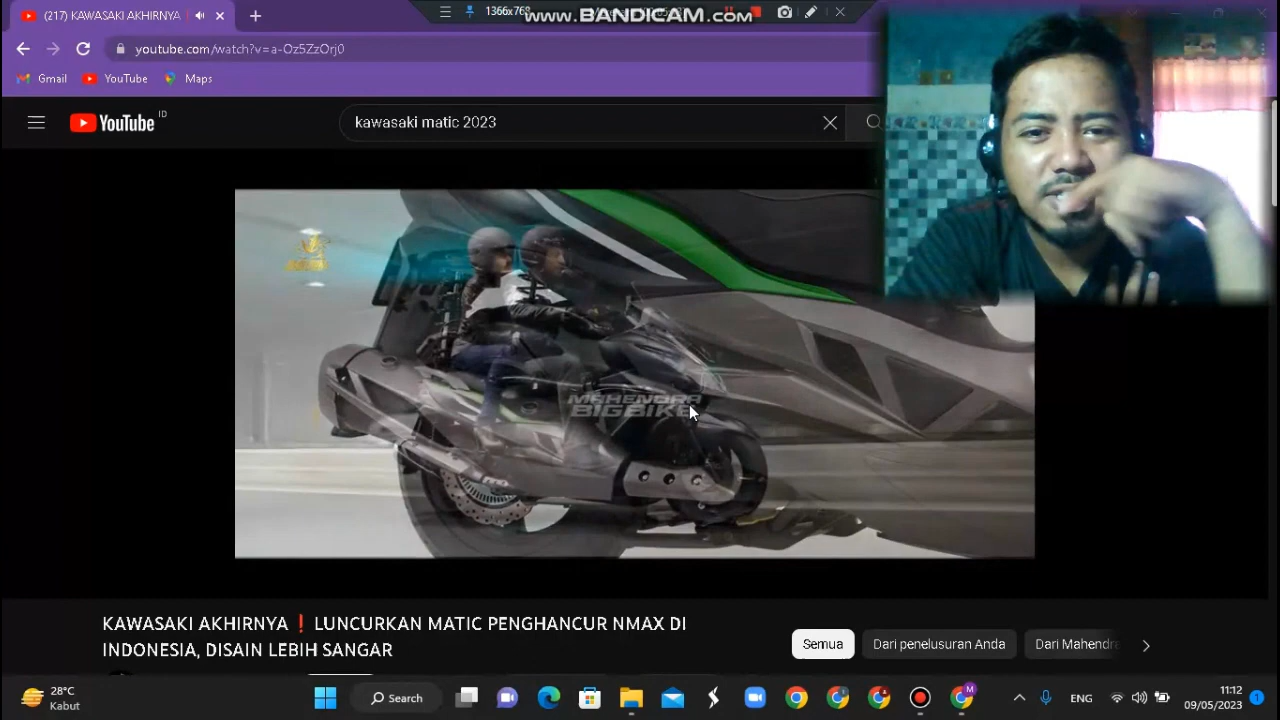 (217) KAWASAKI AKHIRNYA
1366x768
www.BANDICAM.com
youtube.com/watch?v=a-Oz5ZzOrj0
Gmail
YouTube
Maps
YouTube ID
kawasaki matic 2023
MAHENDRA
BIGBIKE
KAWASAKI AKHIRNYA❗LUNCURKAN MATIC PENGHANCUR NMAX DI
INDONESIA, DISAIN LEBIH SANGAR
Semua
Dari penelusuran Anda
Dari Mahendra
28°C
Kabut
Search
ENG
11:12
09/05/2023
1